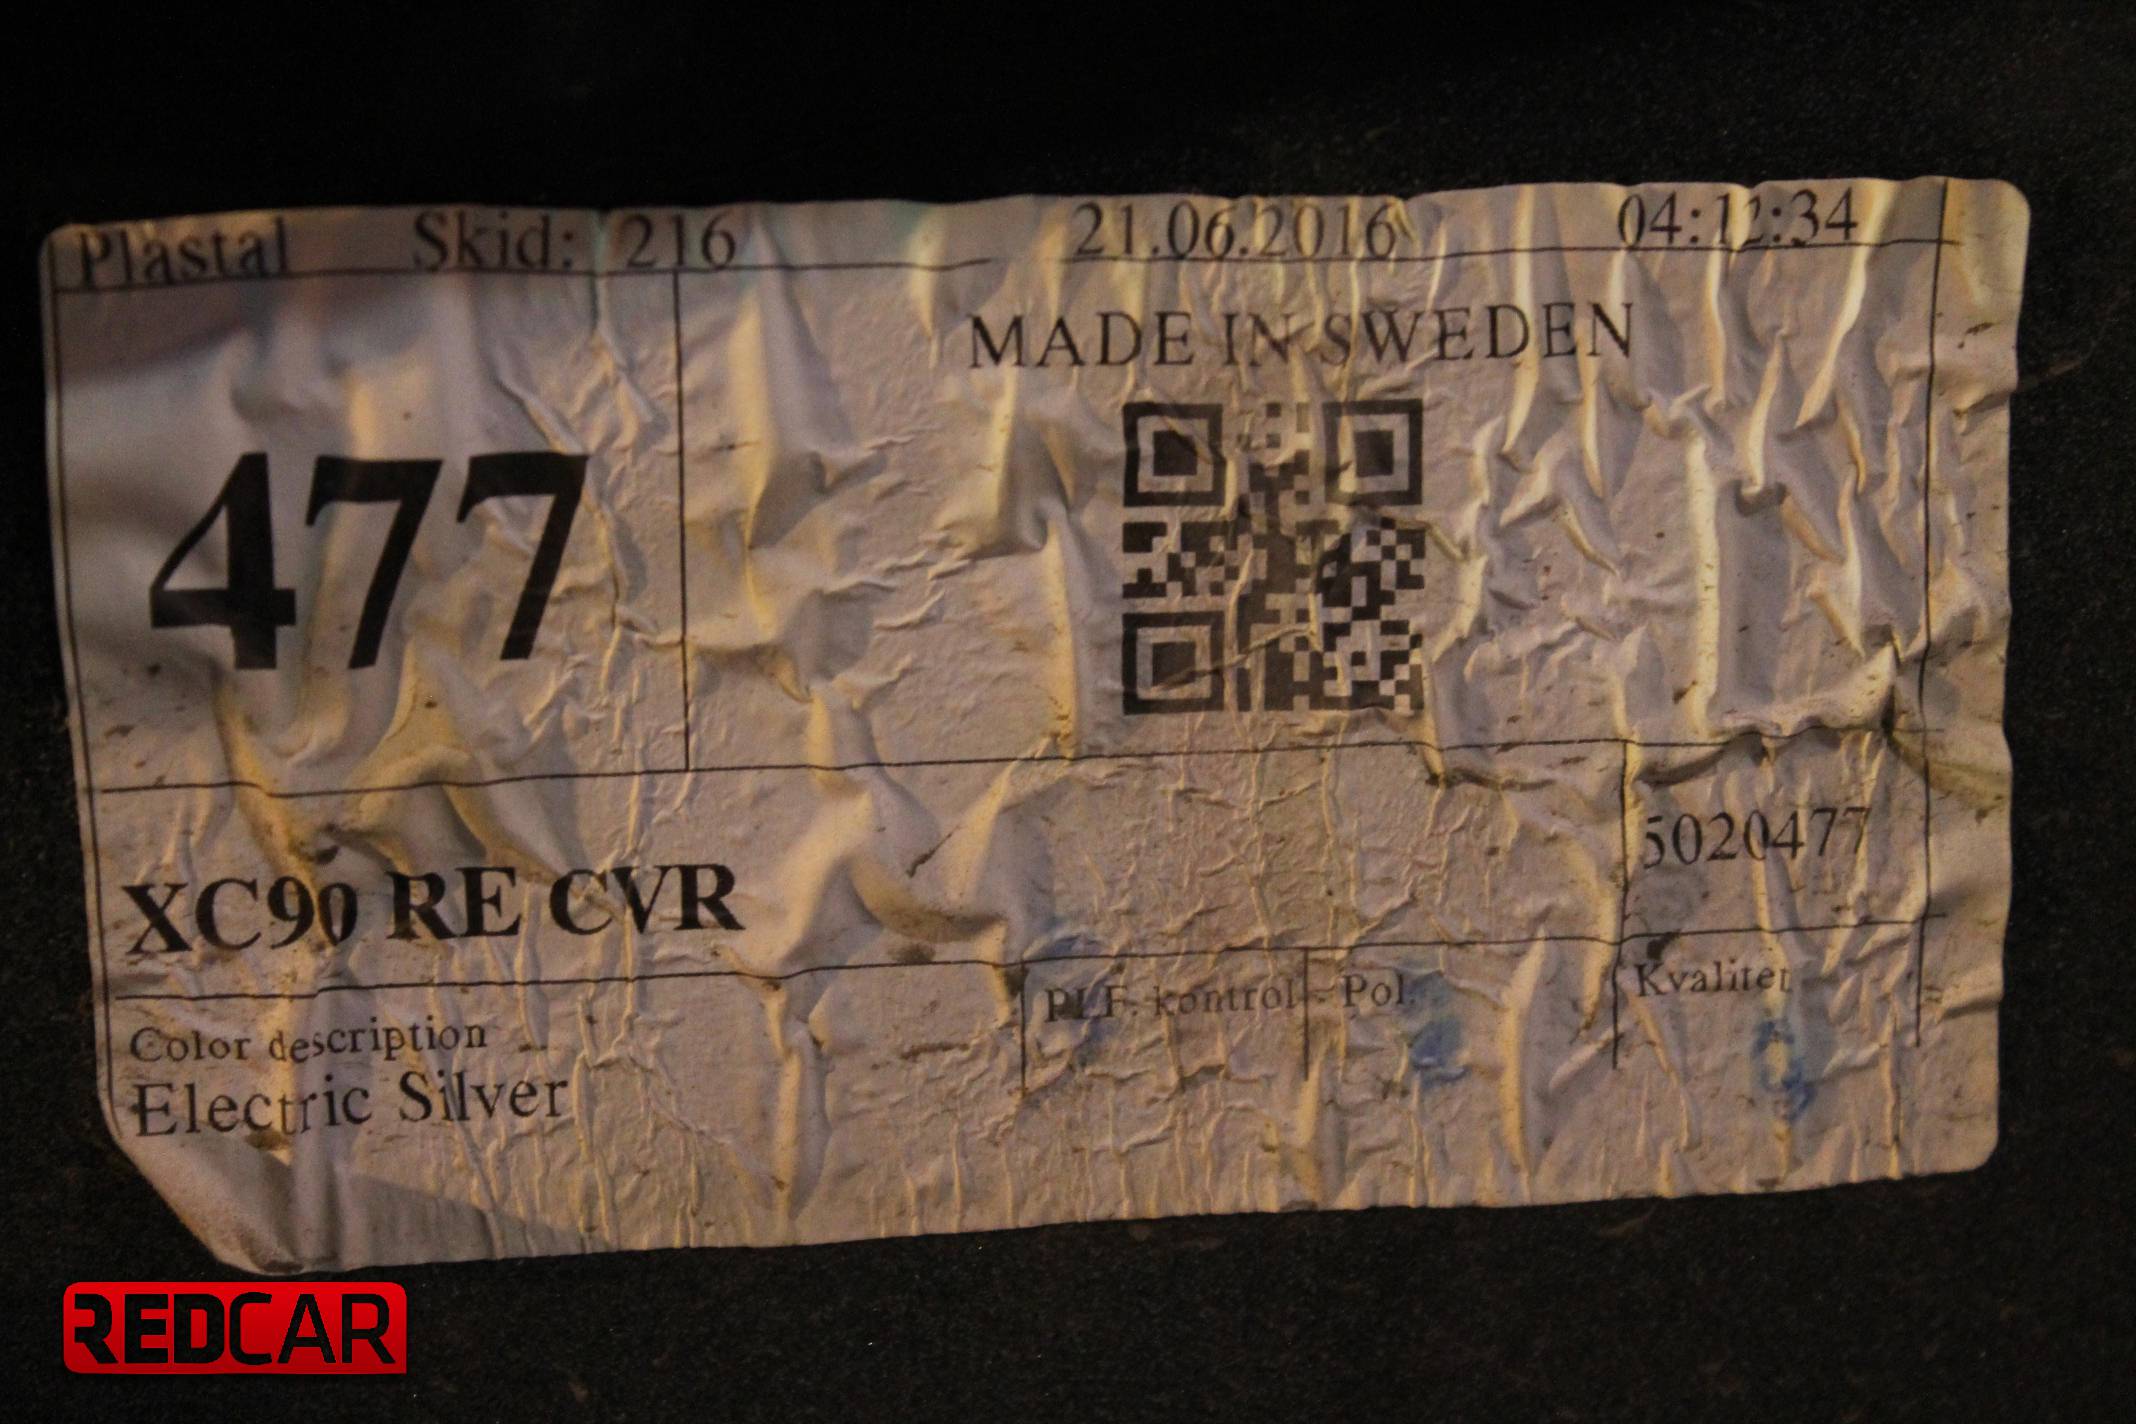 Plastal Skid: 216 21.06.2016 04:12:34
MADE IN SWEDEN
477
XC90 RE CVR
5020477
Color description
Electric Silver
PLF. kontroll- Pol. Kvalitet
REDCAR